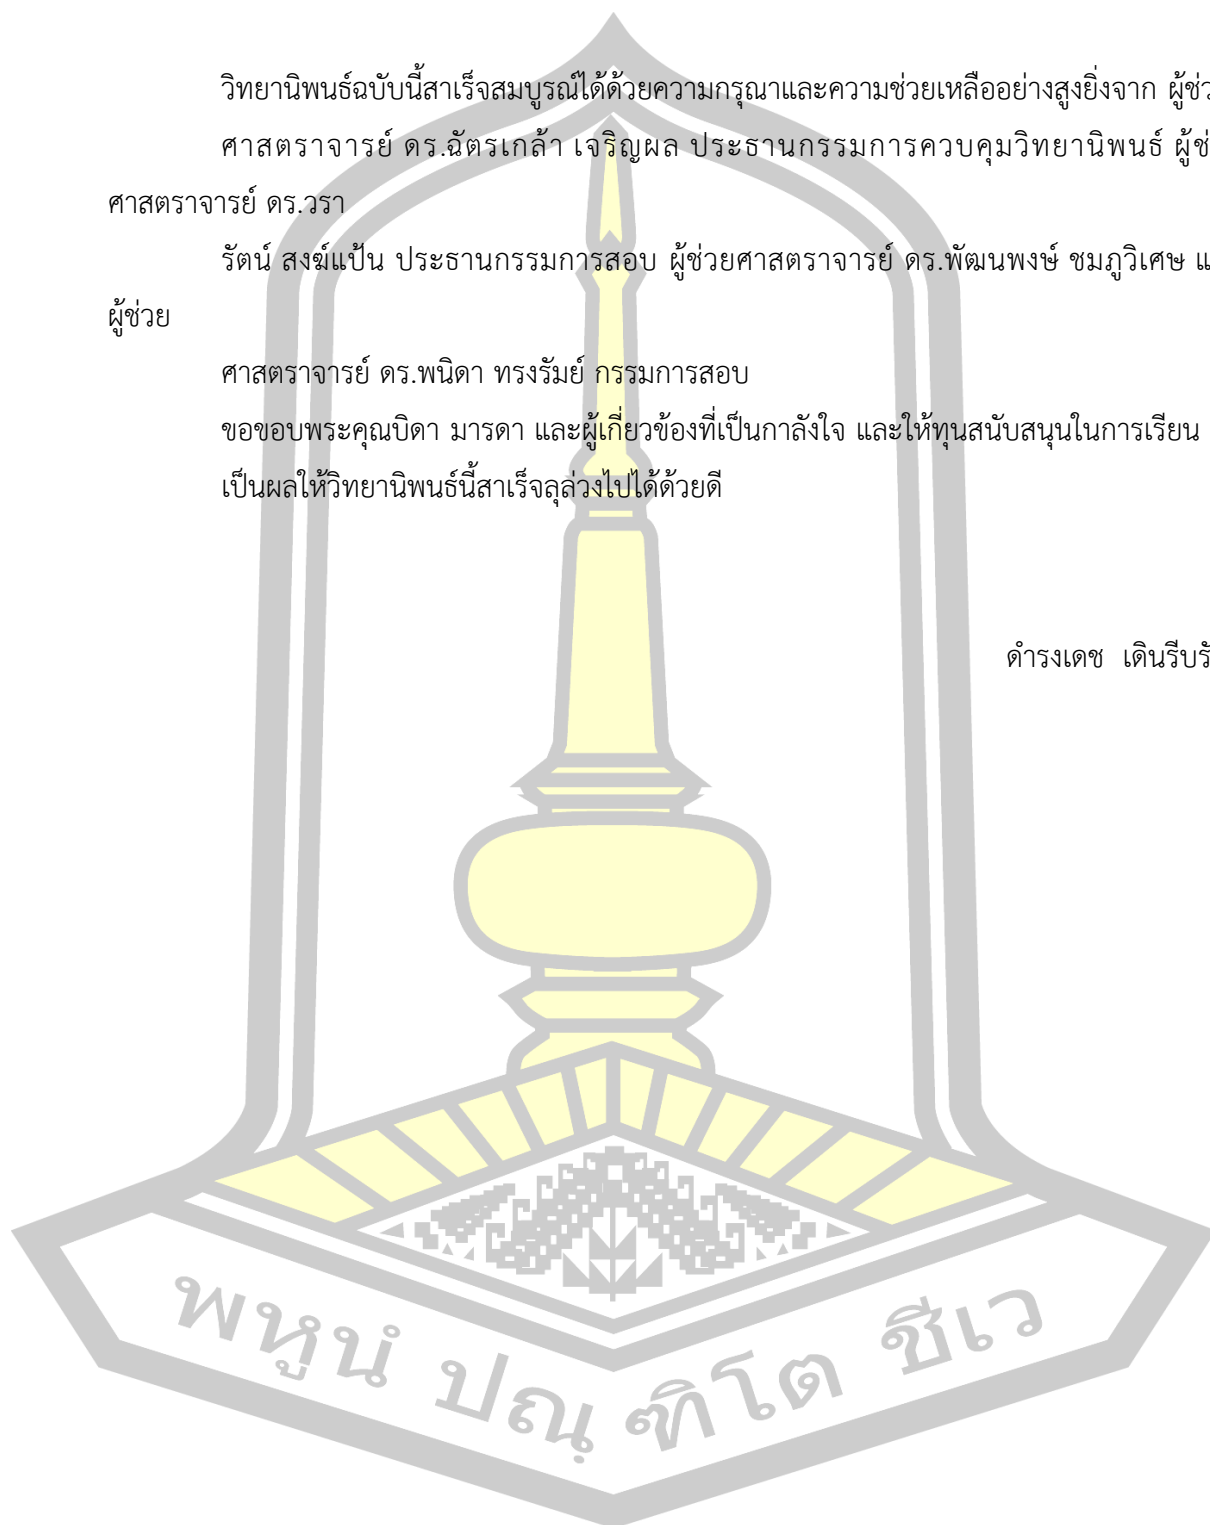 วิทยานิพนธ์ฉบับนี้สาเร็จสมบูรณ์ได้ด้วยความกรุณาและความช่วยเหลืออย่างสูงยิ่งจาก ผู้ช่ว
ศาสตราจารย์ ดร.ฉัตรเกล้า เจริญผล ประธานกรรมการควบคุมวิทยานิพนธ์ ผู้ช่
ศาสตราจารย์ ดร.วรา
รัตน์ สงฆ์แป้น ประธานกรรมการสอบ ผู้ช่วยศาสตราจารย์ ดร.พัฒนพงษ์ ชมภูวิเศษ แ
ผู้ช่วย
ศาสตราจารย์ ดร.พนิดา ทรงรัมย์ กรรมการสอบ
ขอขอบพระคุณบิดา มารดา และผู้เกี่ยวข้องที่เป็นกาลังใจ และให้ทุนสนับสนุนในการเรียน
เป็นผลให้วิทยานิพนธ์นี้สาเร็จลุล่วงไปได้ด้วยดี
ดำรงเดช เดินรีบรั
พหูนํ ปณฺฑิโต ชีเว